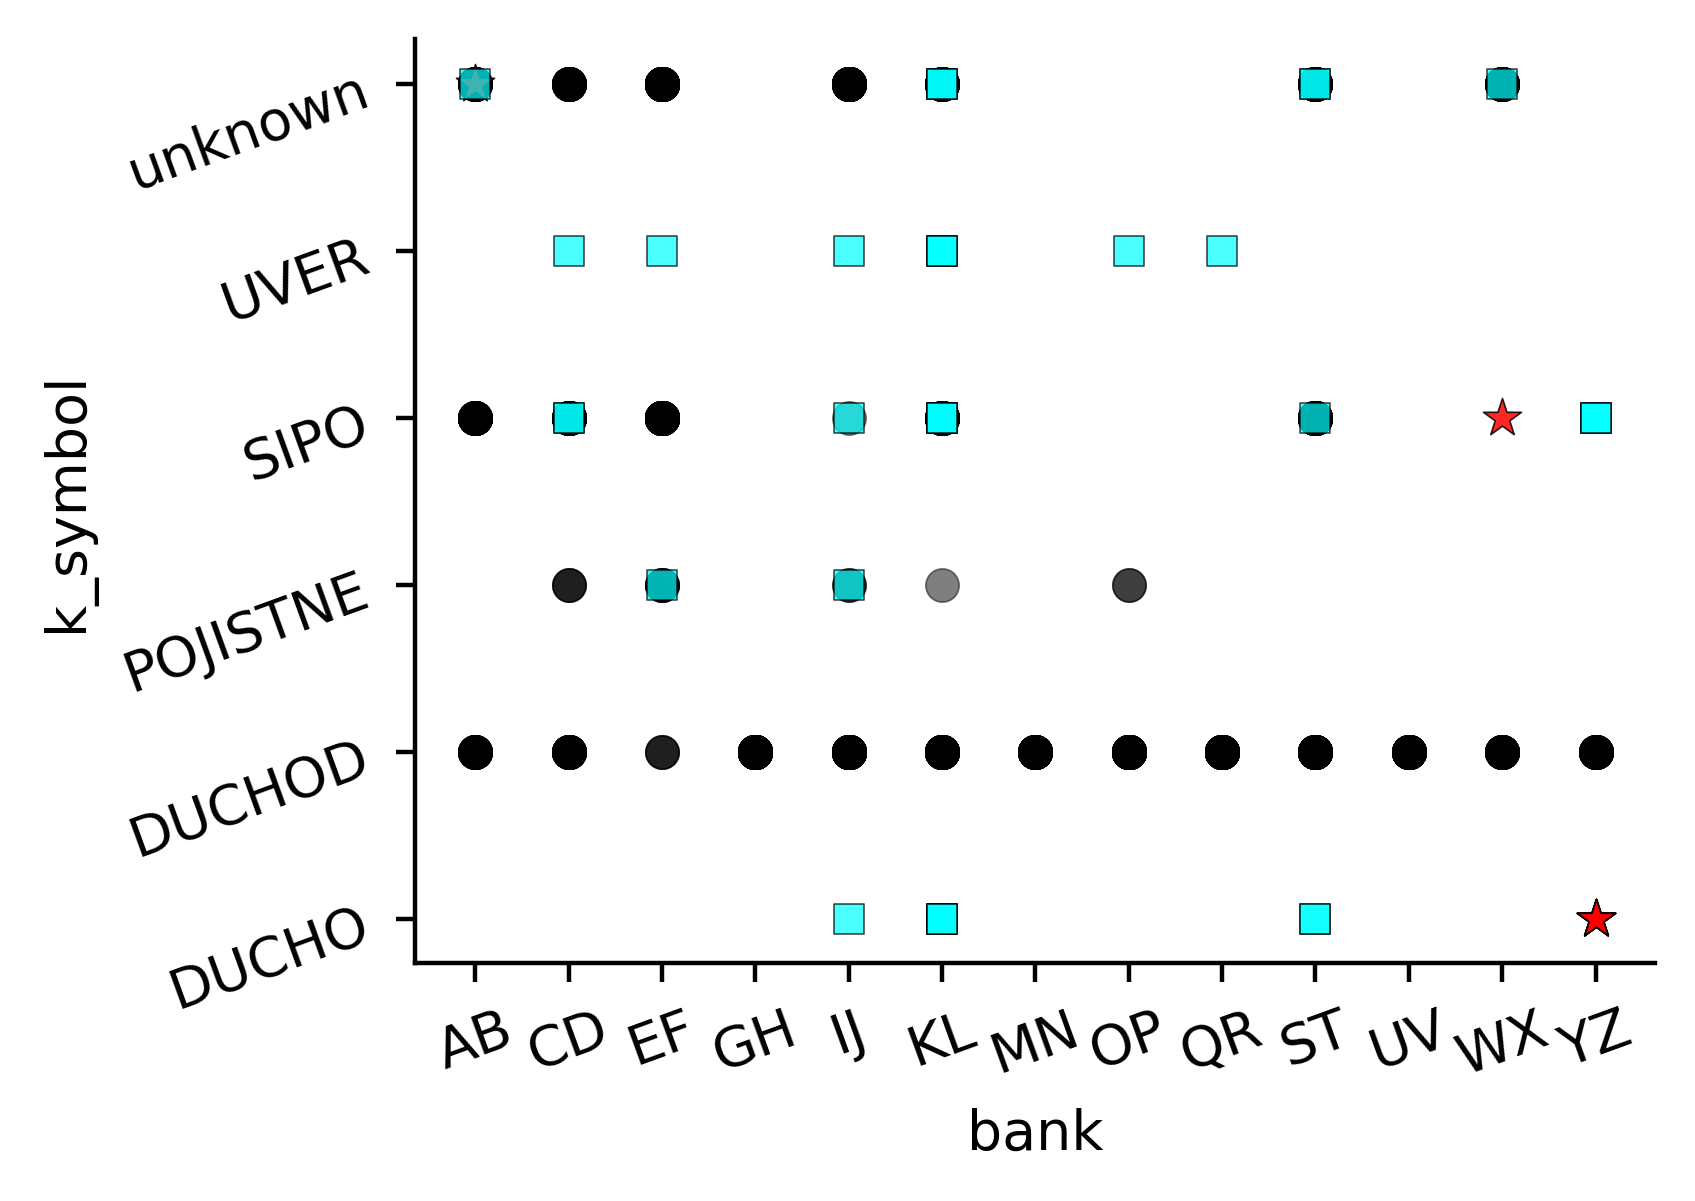 unknown
UVER
SIPO
POJISTNE
DUCHOD
DUCHO
k_symbol
AB CD EF GH IJ KL MN OP QR ST UV WX YZ
bank